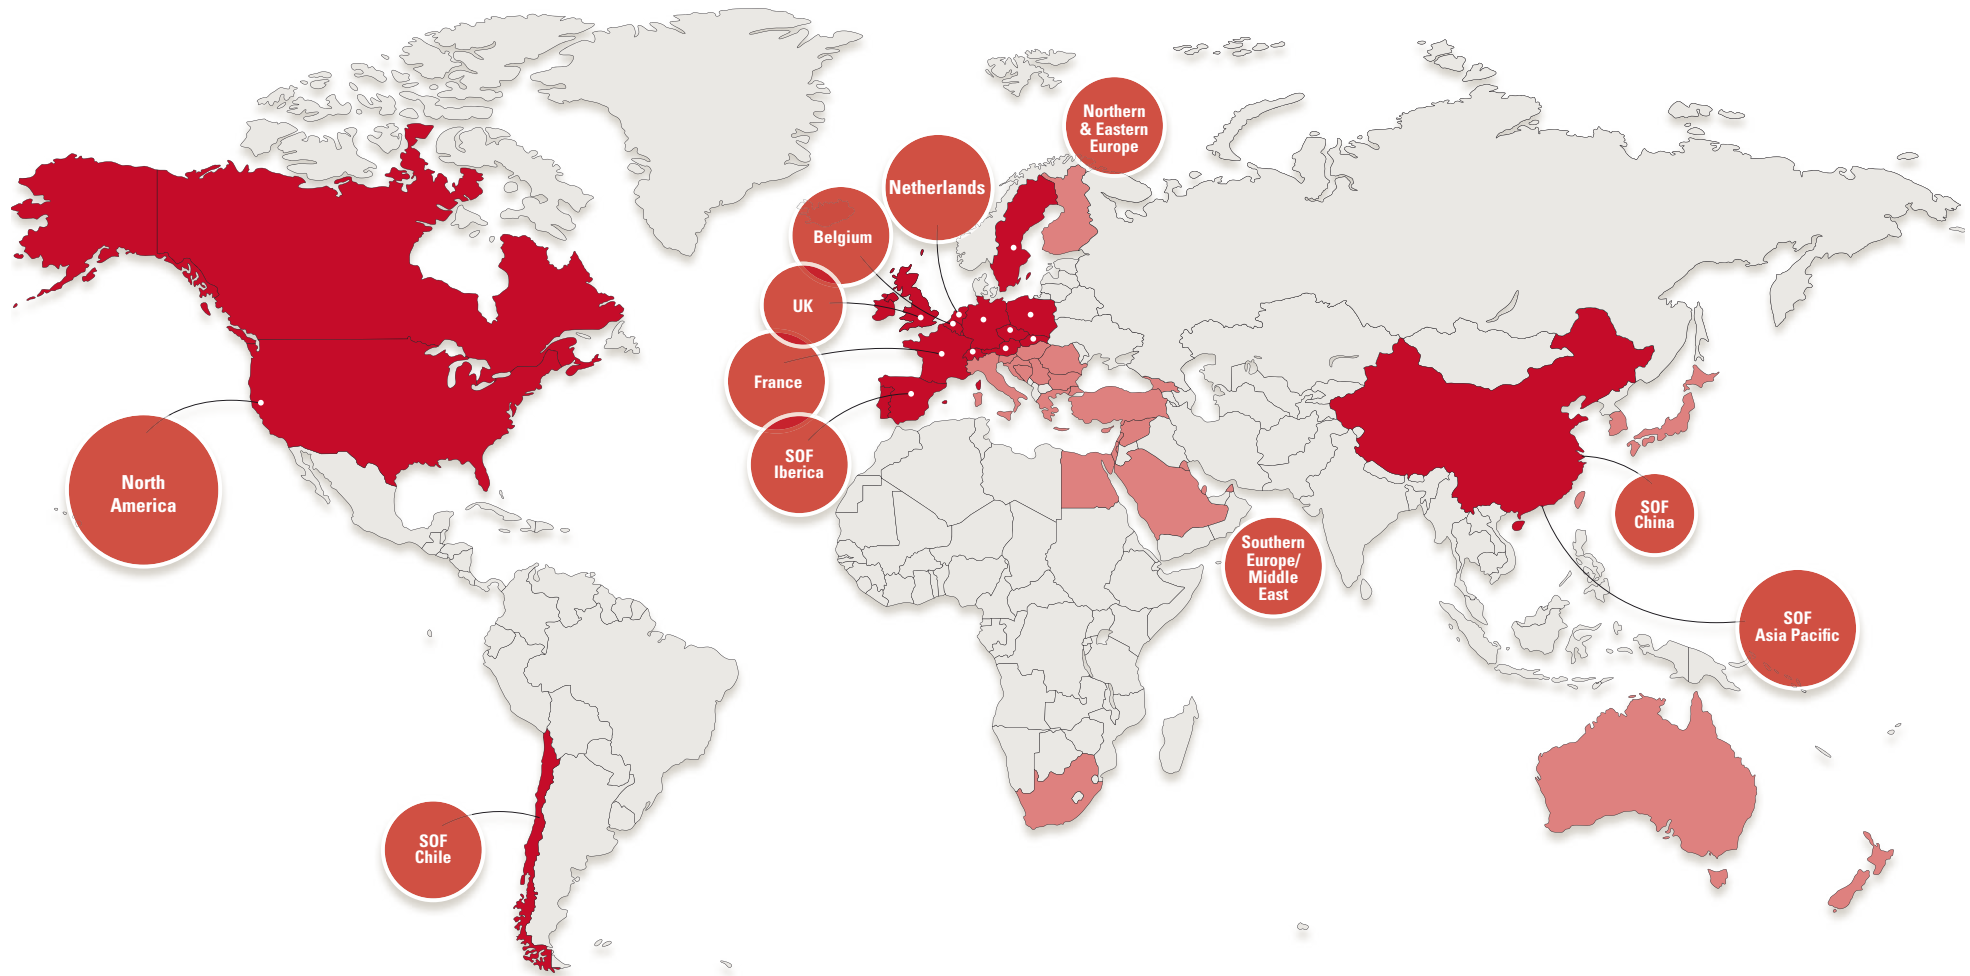 Northern
& Eastern
Europe
Netherlands
Belgium
UK
France
SOF
Iberica
North
America
SOF
China
Southern
Europe/
Middle
East
SOF
Asia Pacific
SOF
Chile